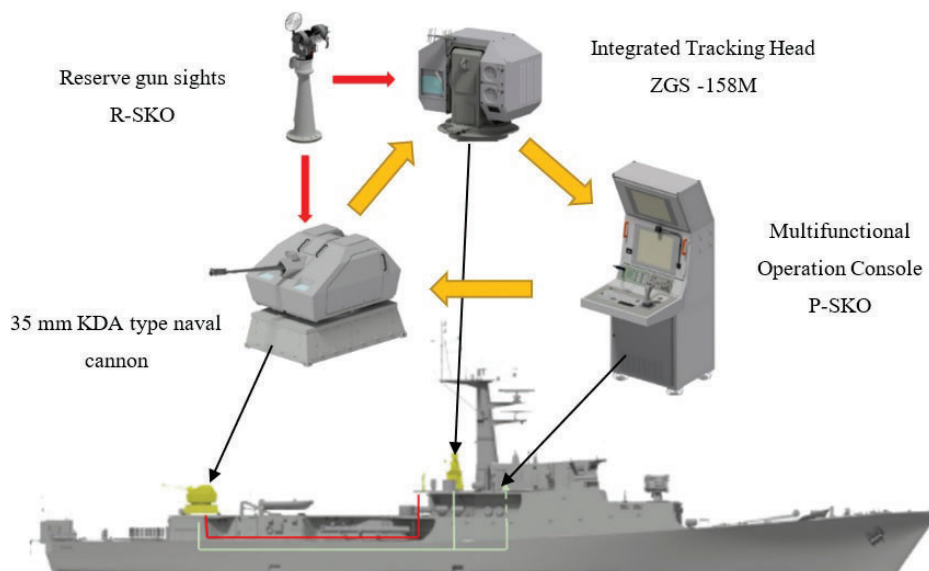 Reserve gun sights
R-SKO
Integrated Tracking Head
ZGS -158M
Multifunctional
Operation Console
P-SKO
35 mm KDA type naval
cannon